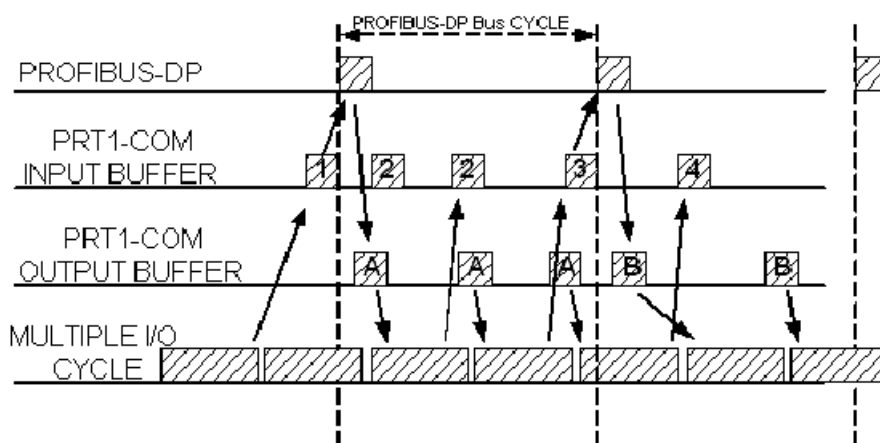 PROFIBUS-DP Bus CYCLE
PROFIBUS-DP
PRT1-COM
INPUT BUFFER
1 2 2 3 4
PRT1-COM
OUTPUT BUFFER
A A A B B
MULTIPLE I/O
CYCLE